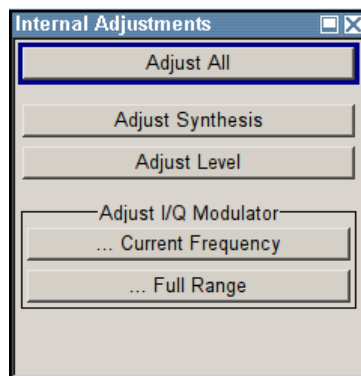 Internal Adjustments
Adjust All
Adjust Synthesis
Adjust Level
Adjust I/Q Modulator
... Current Frequency
... Full Range